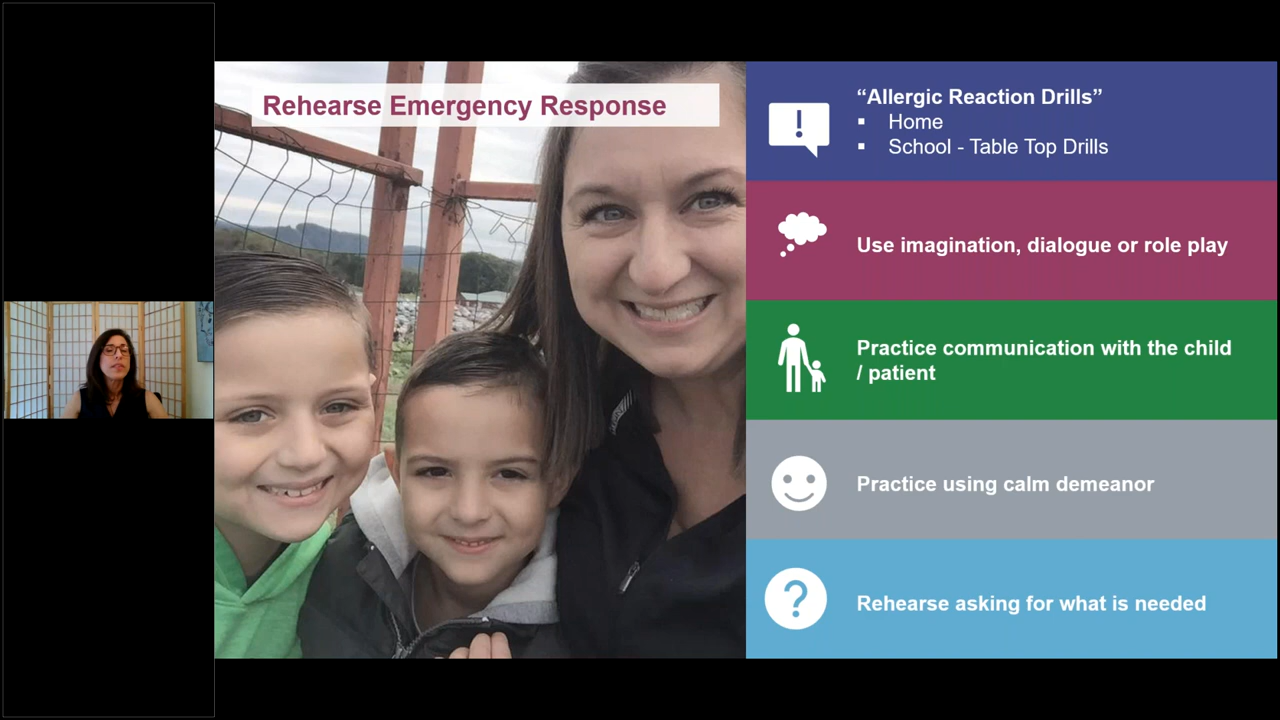 Rehearse Emergency Response
“Allergic Reaction Drills”
▪ Home
▪ School - Table Top Drills
Use imagination, dialogue or role play
Practice communication with the child
/ patient
Practice using calm demeanor
Rehearse asking for what is needed